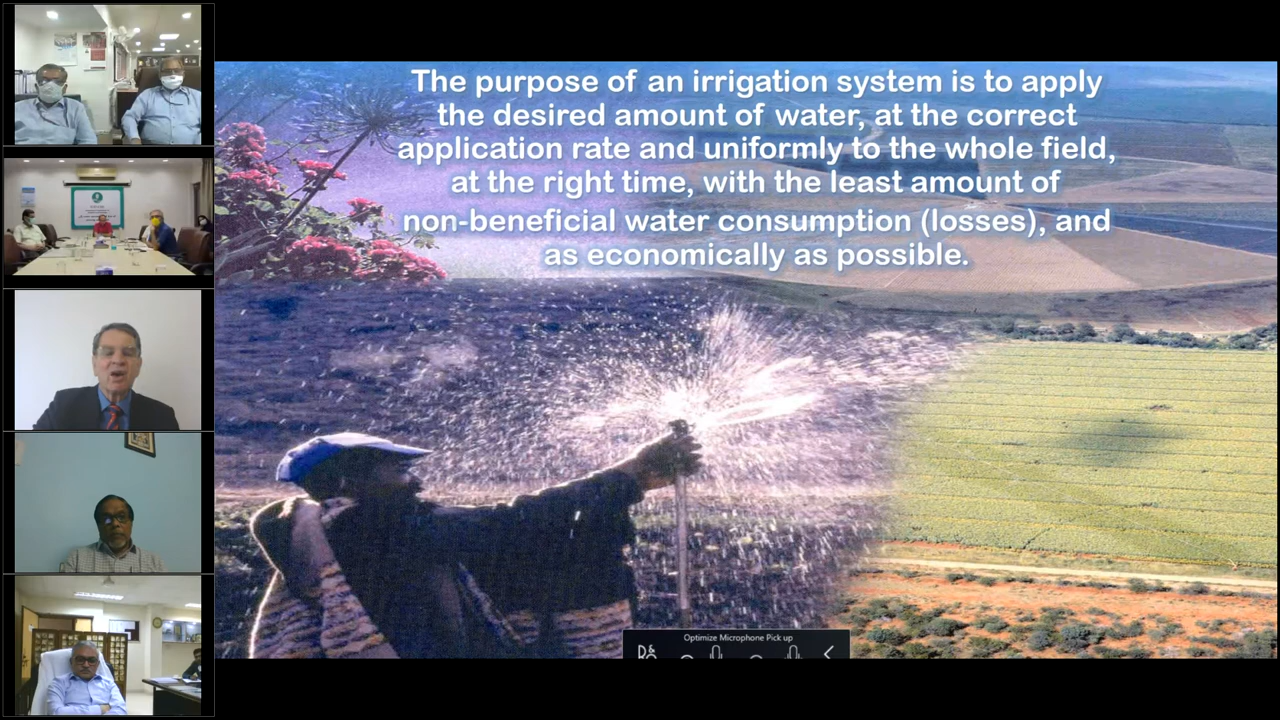 The purpose of an irrigation system is to apply
the desired amount of water, at the correct
application rate and uniformly to the whole field,
at the right time, with the least amount of
non-beneficial water consumption (losses), and
as economically as possible.
Optimize Microphone Pick up